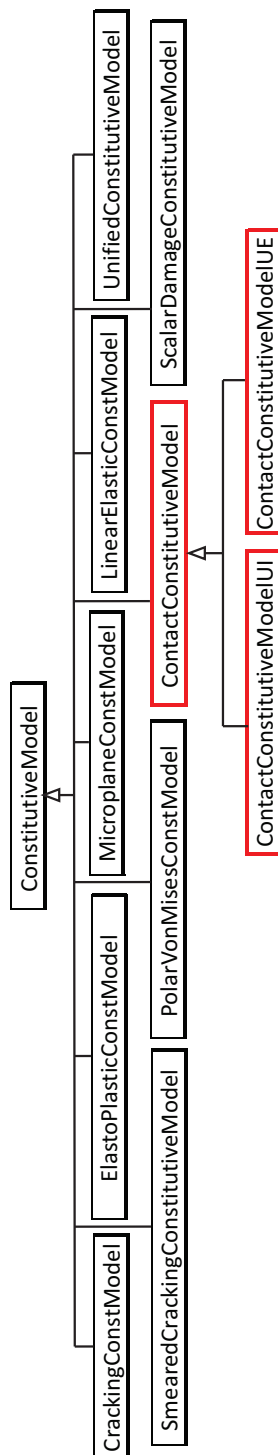 ConstitutiveModel
CrackingConstModel
ElastoPlasticConstModel
MicroplaneConstModel
LinearElasticConstModel
UnifiedConstitutiveModel
SmearedCrackingConstitutiveModel
PolarVonMisesConstModel
ContactConstitutiveModel
ScalarDamageConstitutiveModel
ContactConstitutiveModelUI
ContactConstitutiveModelUE